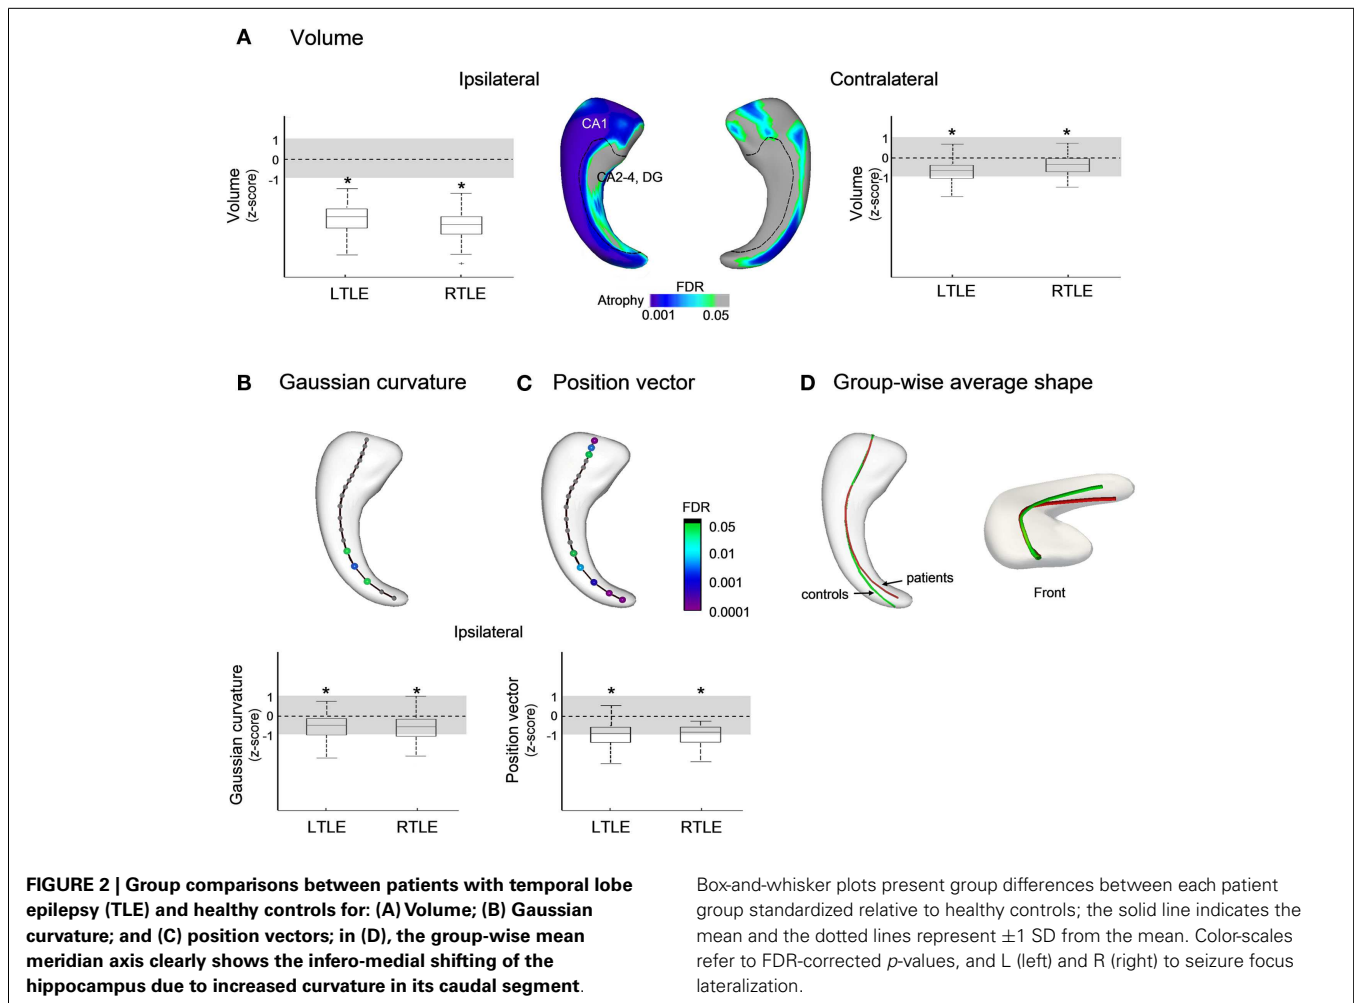 A Volume
Ipsilateral
Contralateral
CA1
CA2-4, DG
1
0
-1
Volume
(z-score)
*
*
LTLE
RTLE
FDR
Atrophy
0.001
0.05
1
0
-1
Volume
(z-score)
*
*
LTLE
RTLE
B Gaussian curvature
C Position vector
D Group-wise average shape
FDR
0.05
0.01
0.001
0.0001
patients
controls
Front
Ipsilateral
1
0
-1
Gaussian curvature
(z-score)
*
*
LTLE
RTLE
1
0
-1
Position vector
(z-score)
*
*
LTLE
RTLE
FIGURE 2 | Group comparisons between patients with temporal lobe
epilepsy (TLE) and healthy controls for: (A) Volume; (B) Gaussian
curvature; and (C) position vectors; in (D), the group-wise mean
meridian axis clearly shows the infero-medial shifting of the
hippocampus due to increased curvature in its caudal segment.
Box-and-whisker plots present group differences between each patient
group standardized relative to healthy controls; the solid line indicates the
mean and the dotted lines represent ±1 SD from the mean. Color-scales
refer to FDR-corrected p-values, and L (left) and R (right) to seizure focus
lateralization.